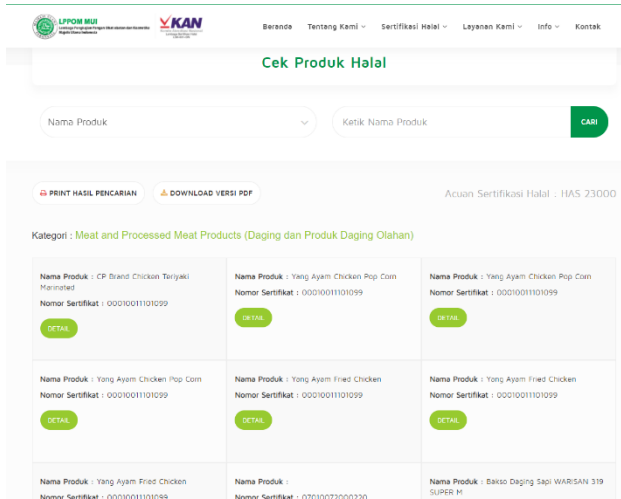 LPPOM MUI
KAN
Beranda Tentang Kami Sertifikasi Halal Layanan Kami Info Kontak
Cek Produk Halal
Nama Produk Ketik Nama Produk CARI
PRINT HASIL PENCARIAN DOWNLOAD VERSI PDF Acuan Sertifikasi Halal : HAS 23000
Kategori : Meat and Processed Meat Products (Daging dan Produk Daging Olahan)
Nama Produk : CP Brand Chicken Teriyaki
Marinated
Nomor Sertifikat : 00010011101099
DETAIL
Nama Produk : Yang Ayam Chicken Pop Corn
Nomor Sertifikat : 00010011101099
DETAIL
Nama Produk : Yang Ayam Chicken Pop Corn
Nomor Sertifikat : 00010011101099
DETAIL
Nama Produk : Yang Ayam Chicken Pop Corn
Nomor Sertifikat : 00010011101099
DETAIL
Nama Produk : Yang Ayam Fried Chicken
Nomor Sertifikat : 00010011101099
DETAIL
Nama Produk : Yang Ayam Fried Chicken
Nomor Sertifikat : 00010011101099
DETAIL
Nama Produk : Yang Ayam Fried Chicken
Nomor Sertifikat : 00010011101099
Nama Produk :
Nomor Sertifikat : 07010072000220
Nama Produk : Bakso Daging Sapi WARISAN 319
SUPER M